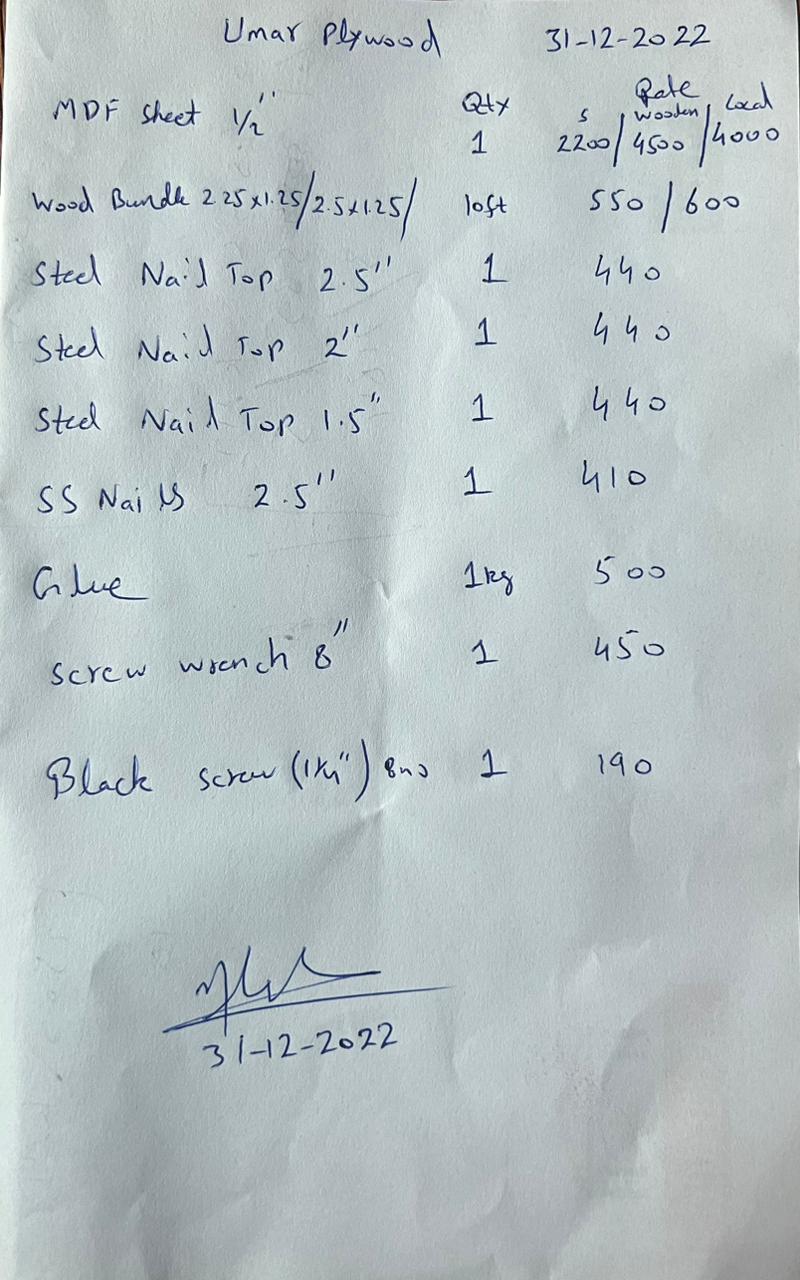 Umar Plywood 31-12-2022
Qty Rate
MDF Sheet 1/2" 1 s 2200/ wooden 4500 / Local 4000
Wood Bundle 2.25x1.25/2.5x1.25/ 10ft 550 / 600
Steel Nail Top 2.5" 1 440
Steel Nail Top 2" 1 440
Steel Nail Top 1.5" 1 440
SS Nails 2.5" 1 410
Glue 1kg 500
Screw wrench 8" 1 450
Black screw (1 1/4") 8no 1 190
31-12-2022